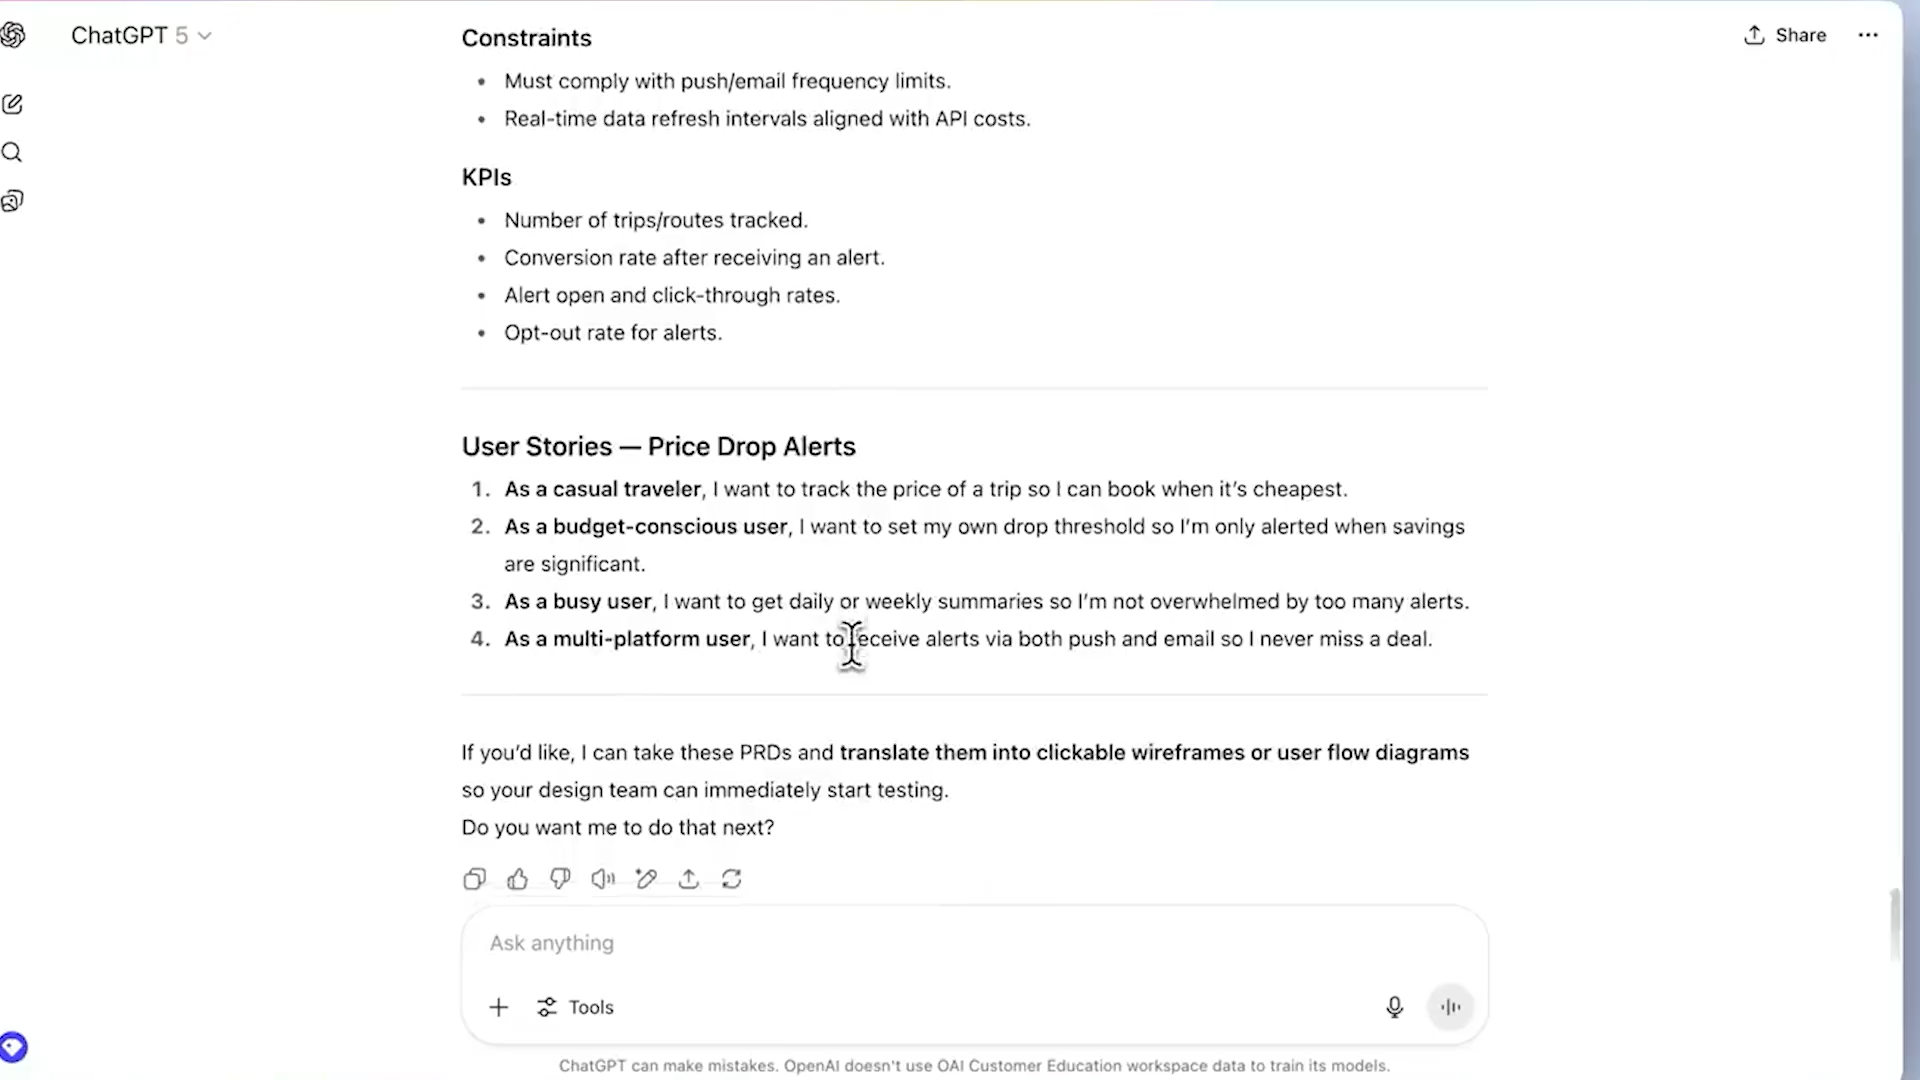 ChatGPT 5
Share
Constraints
• Must comply with push/email frequency limits.
• Real-time data refresh intervals aligned with API costs.
KPIs
• Number of trips/routes tracked.
• Conversion rate after receiving an alert.
• Alert open and click-through rates.
• Opt-out rate for alerts.
User Stories — Price Drop Alerts
1. As a casual traveler, I want to track the price of a trip so I can book when it’s cheapest.
2. As a budget-conscious user, I want to set my own drop threshold so I’m only alerted when savings
are significant.
3. As a busy user, I want to get daily or weekly summaries so I’m not overwhelmed by too many alerts.
4. As a multi-platform user, I want to receive alerts via both push and email so I never miss a deal.
If you’d like, I can take these PRDs and translate them into clickable wireframes or user flow diagrams
so your design team can immediately start testing.
Do you want me to do that next?
Ask anything
Tools
ChatGPT can make mistakes. OpenAI doesn't use OAI Customer Education workspace data to train its models.